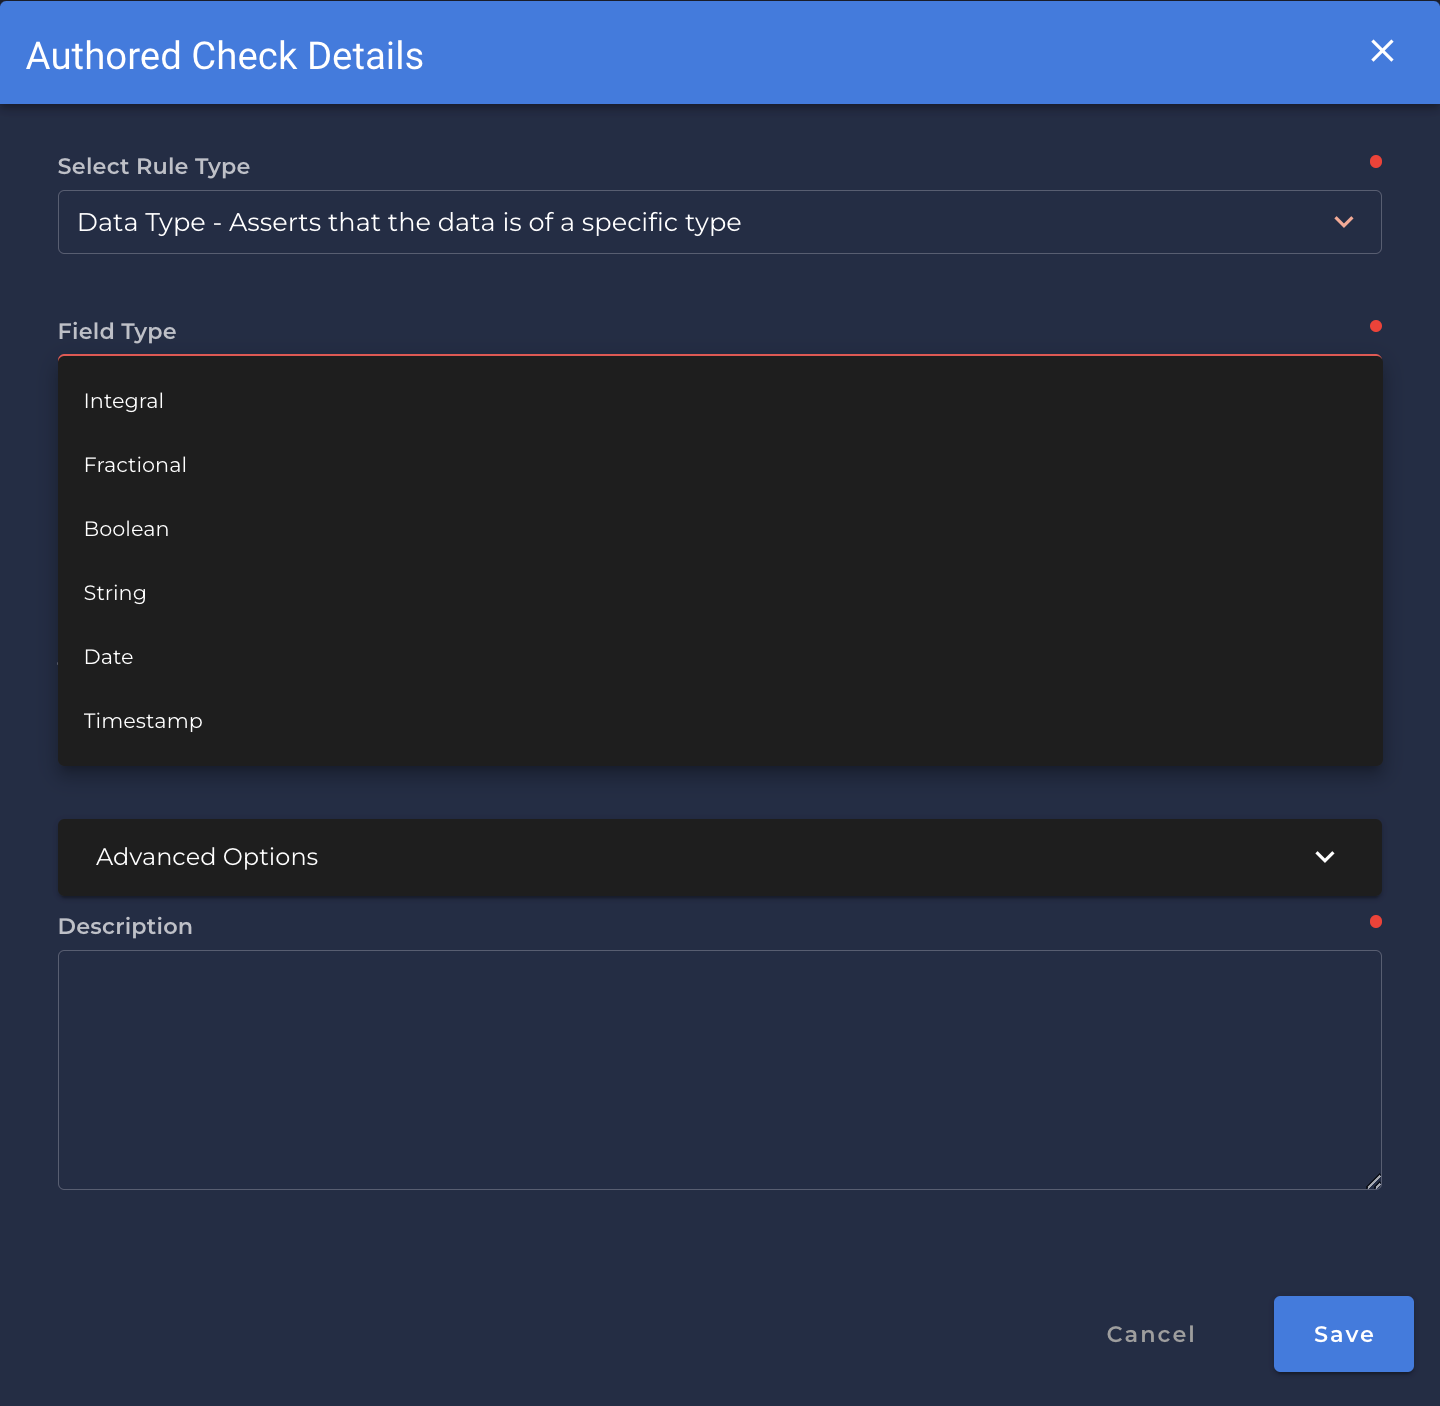 Authored Check Details
Select Rule Type
Data Type - Asserts that the data is of a specific type
Field Type
Integral
Fractional
Boolean
String
Date
Timestamp
Advanced Options
Description
Cancel
Save